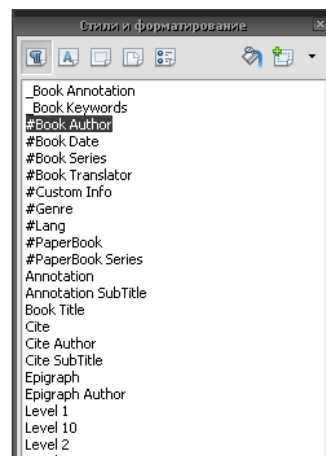 Стили и форматирование
_Book Annotation
_Book Keywords
#Book Author
#Book Date
#Book Series
#Book Translator
#Custom Info
#Genre
#Lang
#PaperBook
#PaperBook Series
Annotation
Annotation SubTitle
Book Title
Cite
Cite Author
Cite SubTitle
Epigraph
Epigraph Author
Level 1
Level 10
Level 2